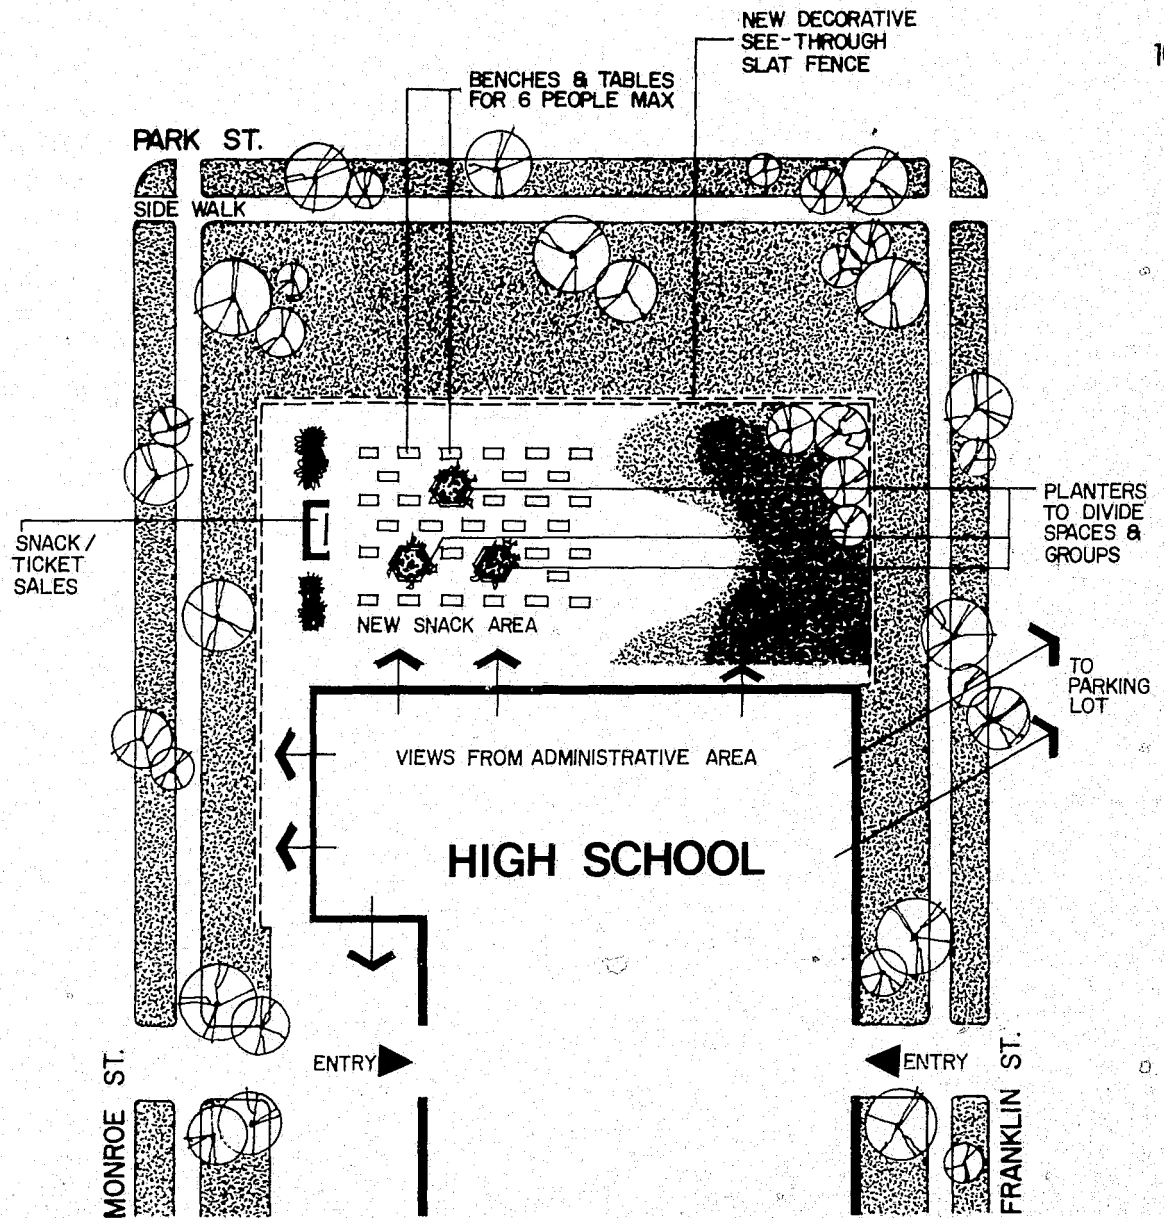 NEW DECORATIVE
SEE-THROUGH
SLAT FENCE
BENCHES & TABLES
FOR 6 PEOPLE MAX
PARK ST.
SIDE WALK
SNACK /
TICKET
SALES
PLANTERS
TO DIVIDE
SPACES &
GROUPS
NEW SNACK AREA
TO
PARKING
LOT
VIEWS FROM ADMINISTRATIVE AREA
HIGH SCHOOL
ENTRY
ENTRY
MONROE ST.
FRANKLIN ST.